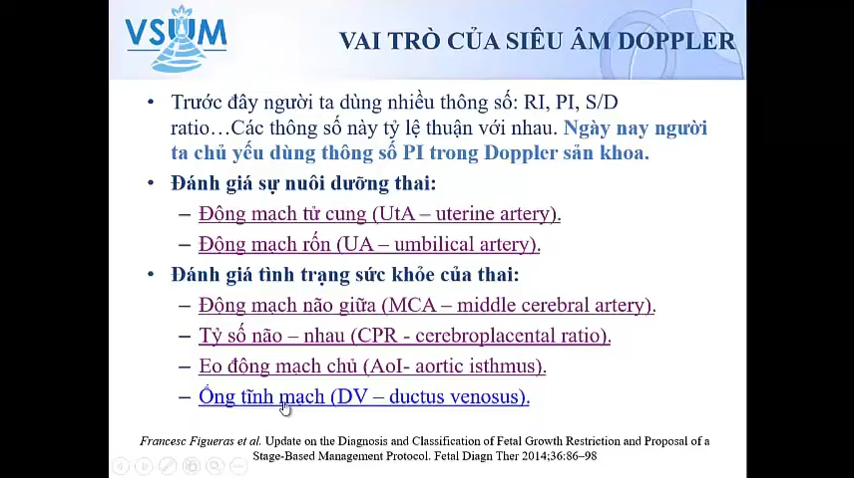 VSUM
VAI TRÒ CỦA SIÊU ÂM DOPPLER
• Trước đây người ta dùng nhiều thông số: RI, PI, S/D
ratio…Các thông số này tỷ lệ thuận với nhau. Ngày nay người
ta chủ yếu dùng thông số PI trong Doppler sản khoa.
• Đánh giá sự nuôi dưỡng thai:
– Động mạch tử cung (UtA – uterine artery).
– Động mạch rốn (UA – umbilical artery).
• Đánh giá tình trạng sức khỏe của thai:
– Động mạch não giữa (MCA – middle cerebral artery).
– Tỷ số não – nhau (CPR - cerebroplacental ratio).
– Eo động mạch chủ (AoI- aortic isthmus).
– Ống tĩnh mạch (DV – ductus venosus).
Francesc Figueras et al. Update on the Diagnosis and Classification of Fetal Growth Restriction and Proposal of a
Stage-Based Management Protocol. Fetal Diagn Ther 2014;36:86–98